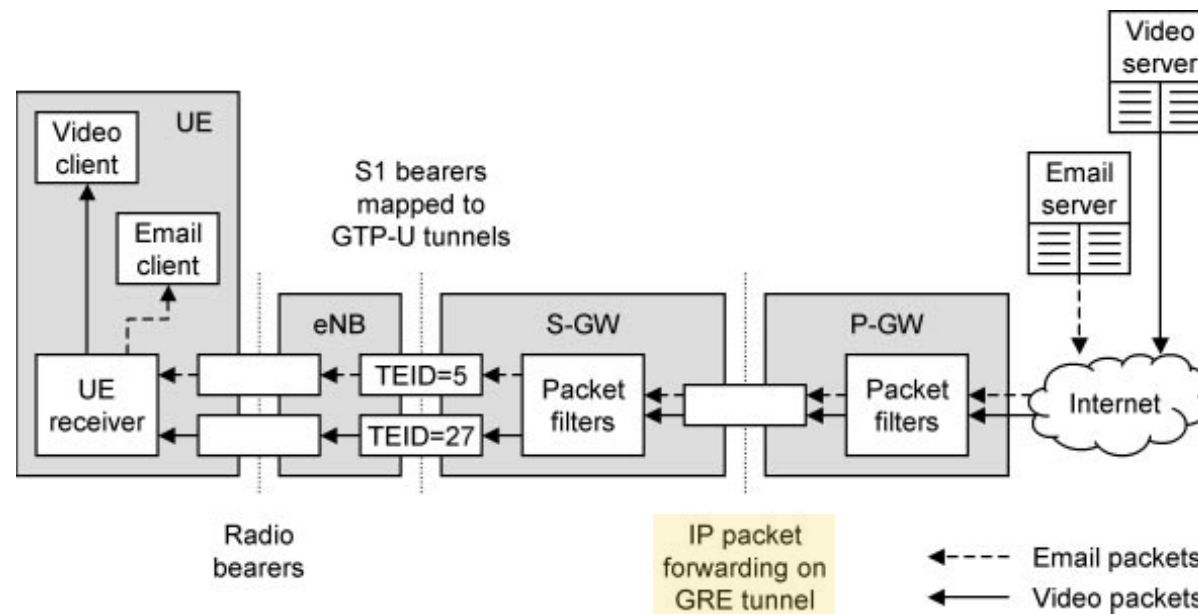 Video
server
UE
Video
client
S1 bearers
mapped to
GTP-U tunnels
Email
server
Email
client
eNB
S-GW
P-GW
UE
receiver
TEID=5
TEID=27
Packet
filters
Packet
filters
Internet
Radio
bearers
IP packet
forwarding on
GRE tunnel
Email packets
Video packets